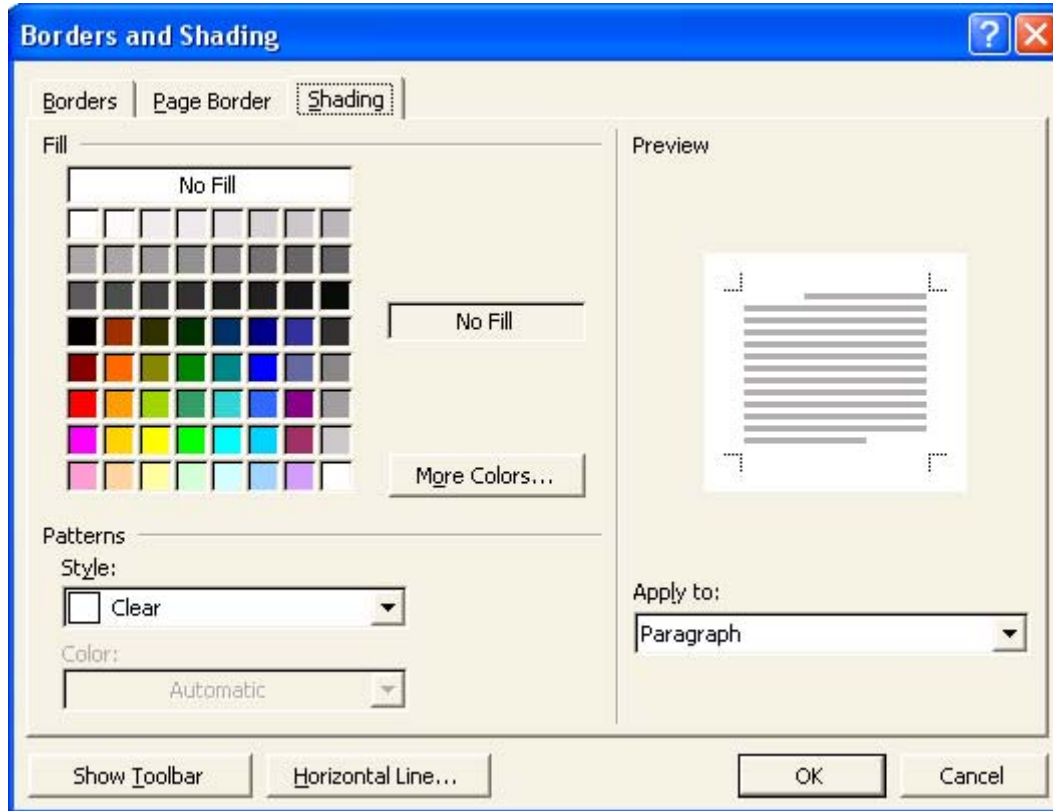 Borders and Shading
Borders
Page Border
Shading
Fill
No Fill
No Fill
More Colors...
Patterns
Style:
Clear
Color:
Automatic
Preview
Apply to:
Paragraph
Show Toolbar
Horizontal Line...
OK
Cancel